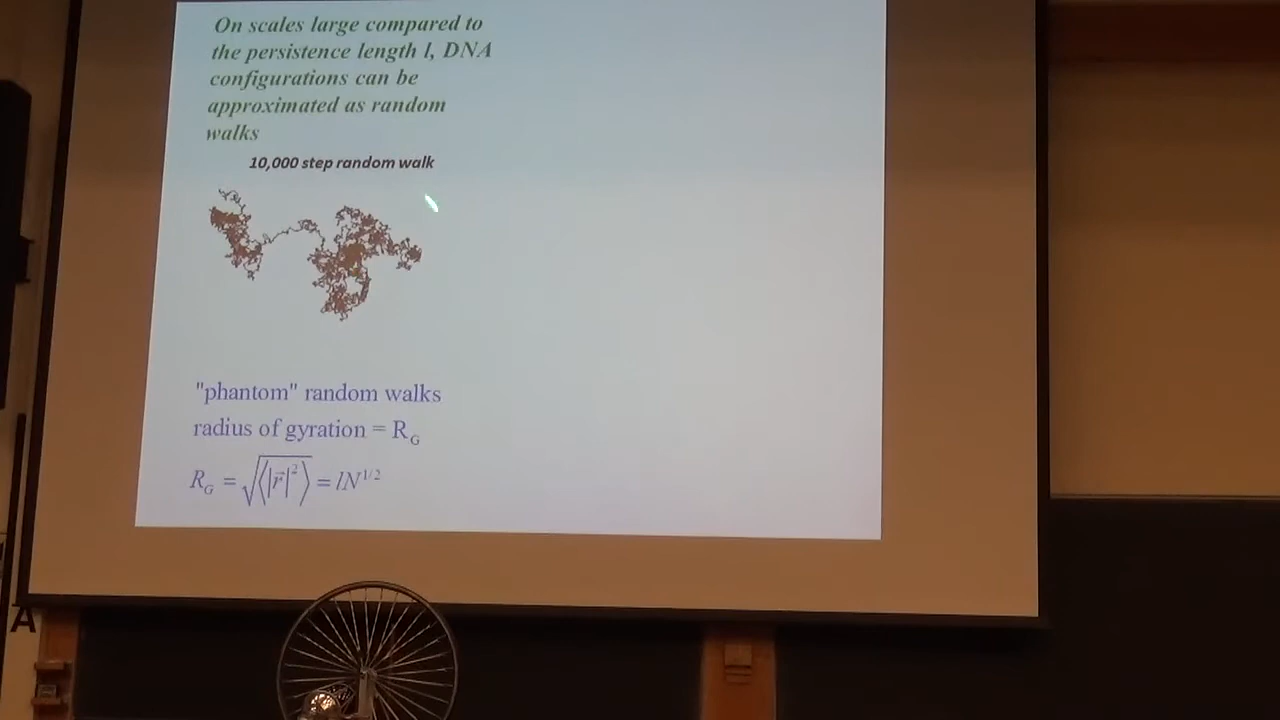 On scales large compared to
the persistence length l, DNA
configurations can be
approximated as random
walks
10,000 step random walk
"phantom" random walks
radius of gyration = R_G
R_G = √⟨|r⃗|²⟩ = lN^{1/2}
A